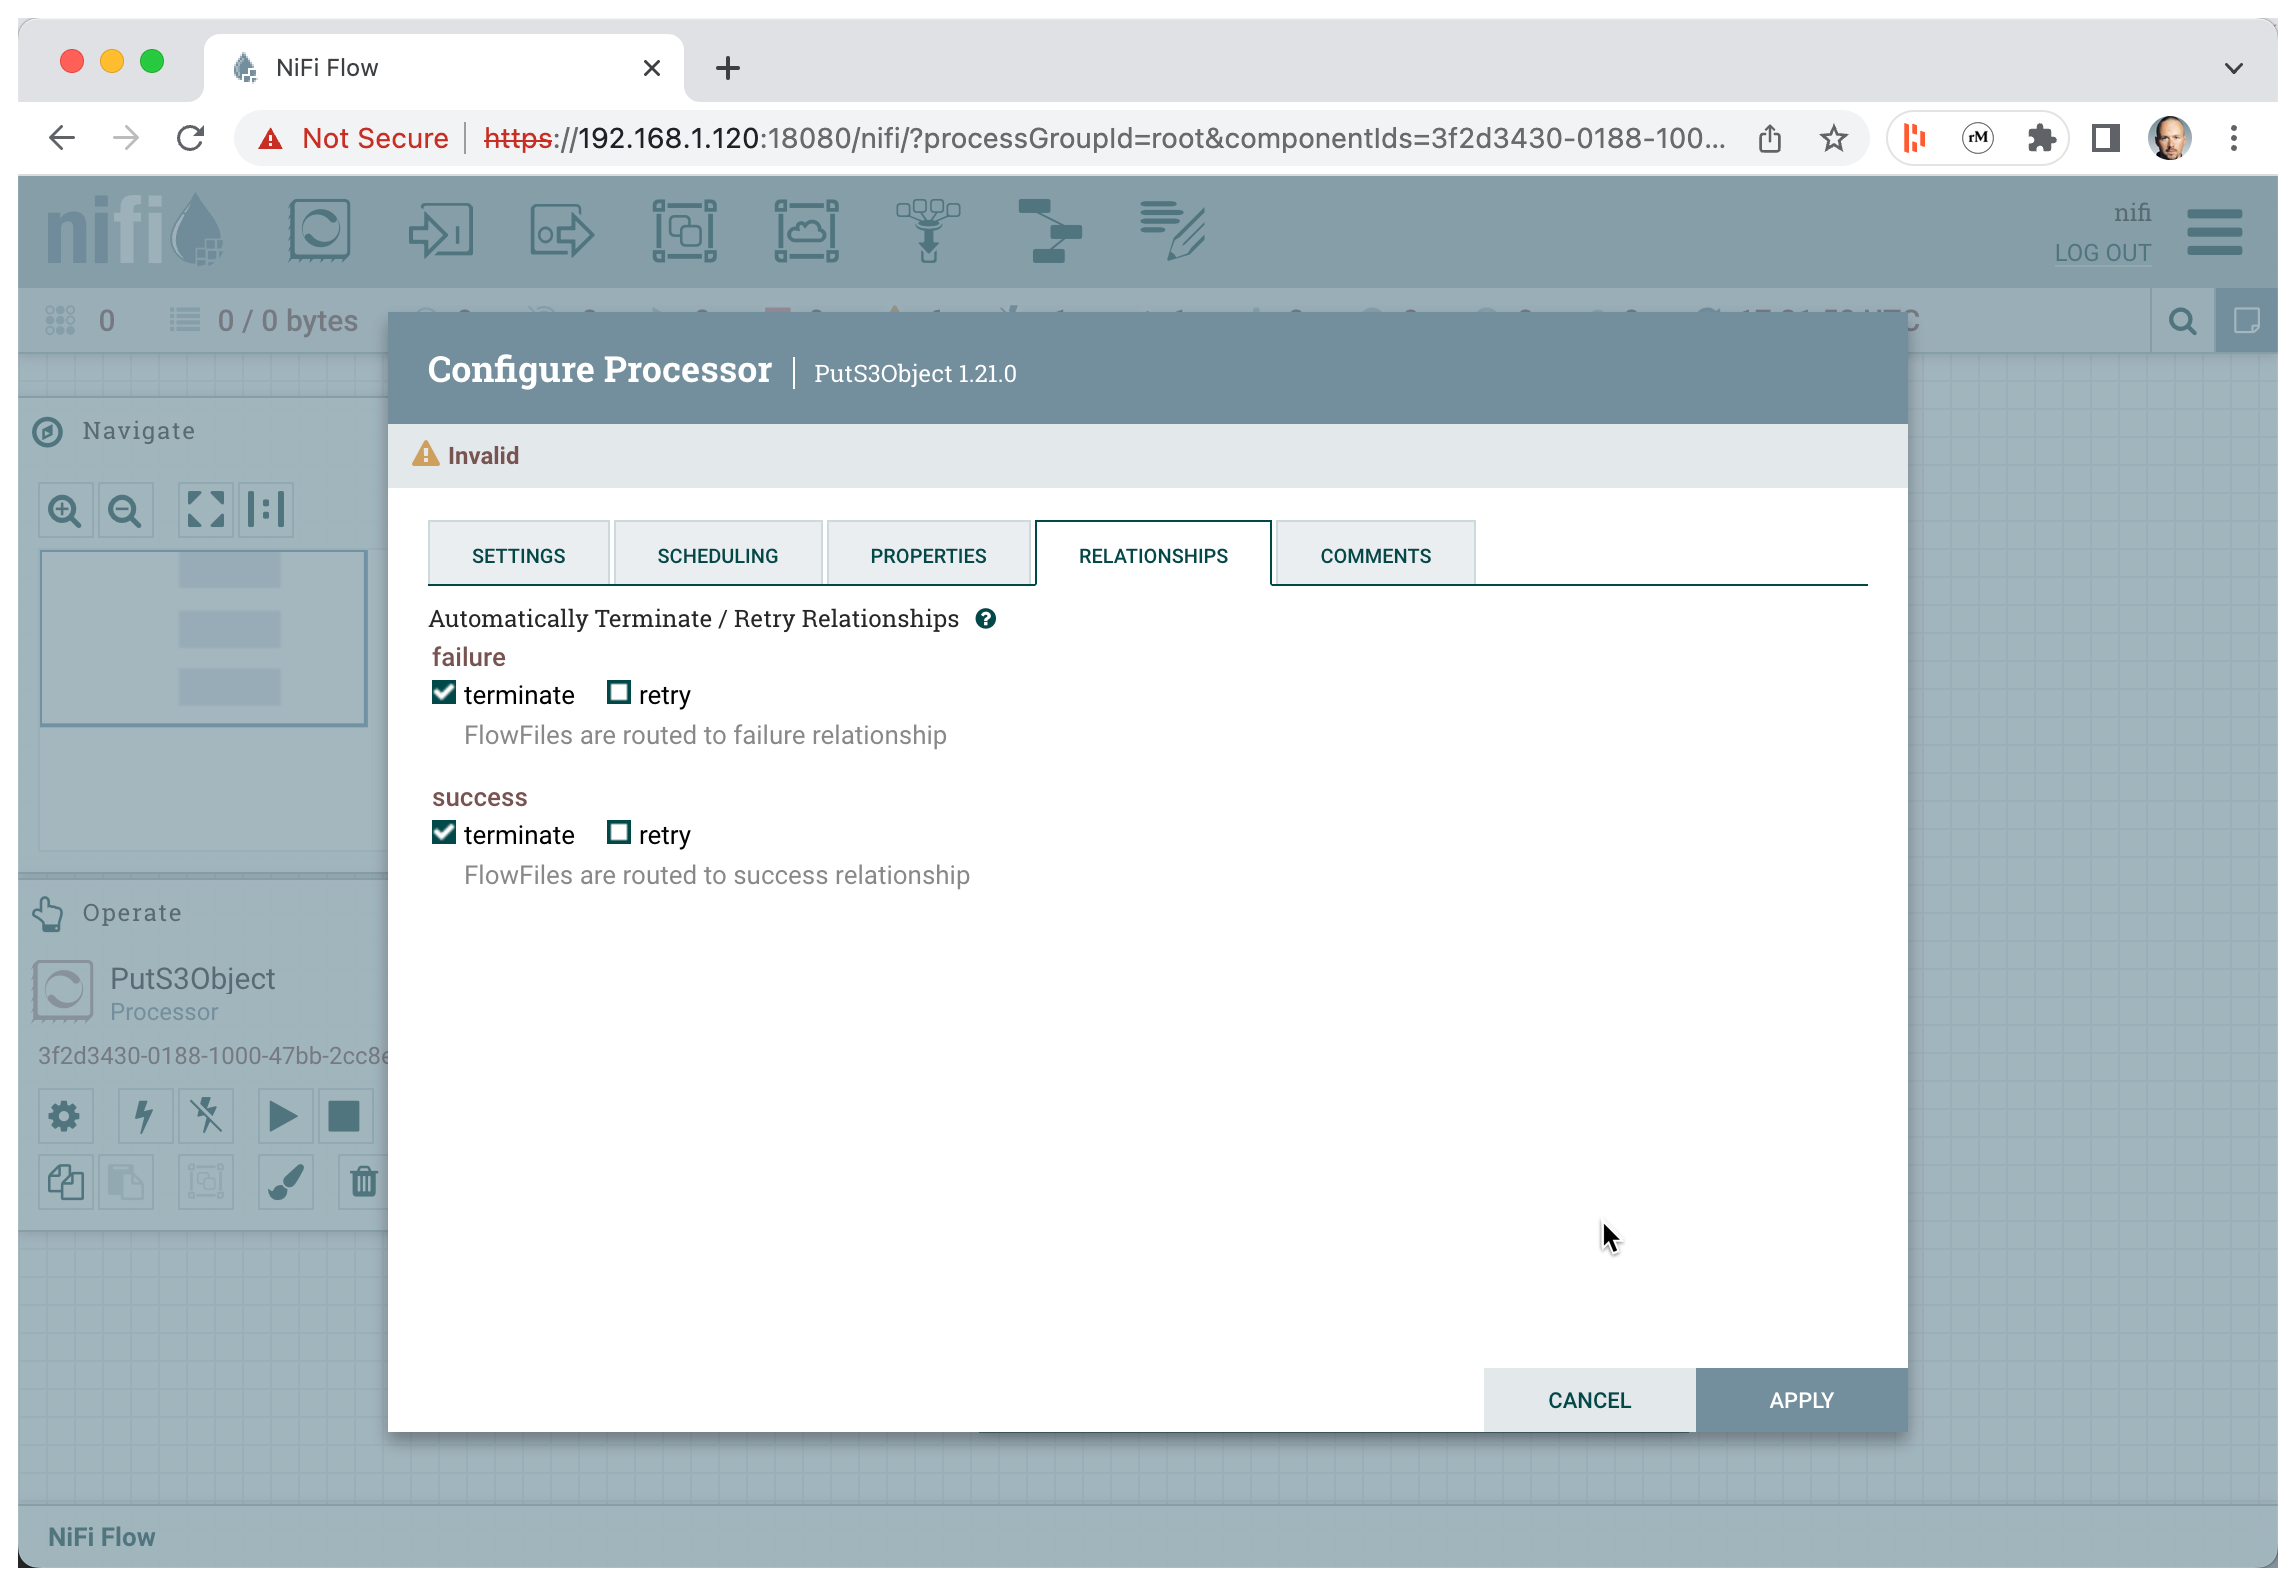 NiFi Flow
Not Secure https://192.168.1.120:18080/nifi/?processGroupId=root&componentIds=3f2d3430-0188-100...
rM
nifi
nifi
LOG OUT
0
0 / 0 bytes
Configure Processor
PutS3Object 1.21.0
Invalid
Navigate
SETTINGS
SCHEDULING
PROPERTIES
RELATIONSHIPS
COMMENTS
Automatically Terminate / Retry Relationships
failure
terminate
retry
FlowFiles are routed to failure relationship
success
terminate
retry
FlowFiles are routed to success relationship
Operate
PutS3Object
Processor
3f2d3430-0188-1000-47bb-2cc8e
CANCEL
APPLY
NiFi Flow